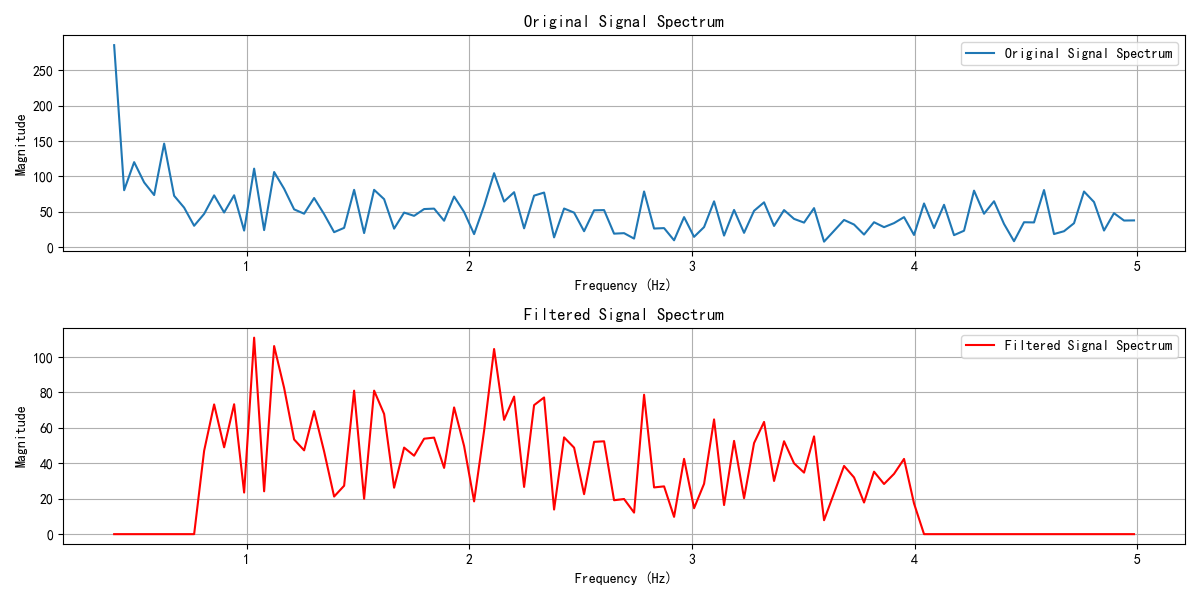 Original Signal Spectrum
Original Signal Spectrum
Magnitude
250
200
150
100
50
0
1
2
3
4
5
Frequency (Hz)
Filtered Signal Spectrum
Filtered Signal Spectrum
Magnitude
100
80
60
40
20
0
1
2
3
4
5
Frequency (Hz)